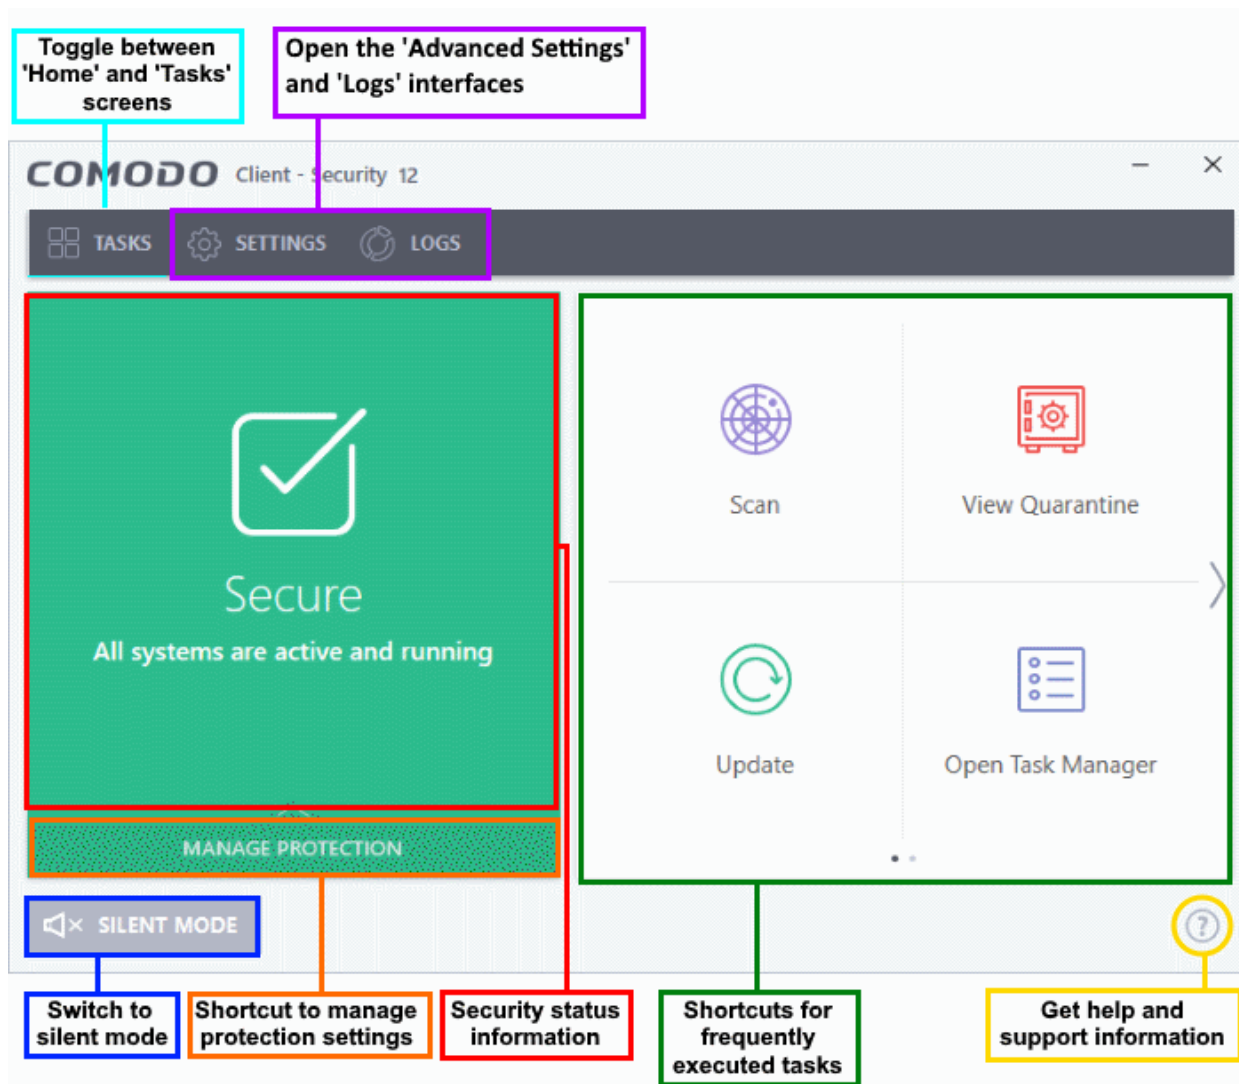 Toggle between
'Home' and 'Tasks'
screens
Open the 'Advanced Settings'
and 'Logs' interfaces
COMODO Client - Security 12
TASKS SETTINGS LOGS
Secure
All systems are active and running
MANAGE PROTECTION
Scan
View Quarantine
Update
Open Task Manager
SILENT MODE
?
Switch to
silent mode
Shortcut to manage
protection settings
Security status
information
Shortcuts for
frequently
executed tasks
Get help and
support information